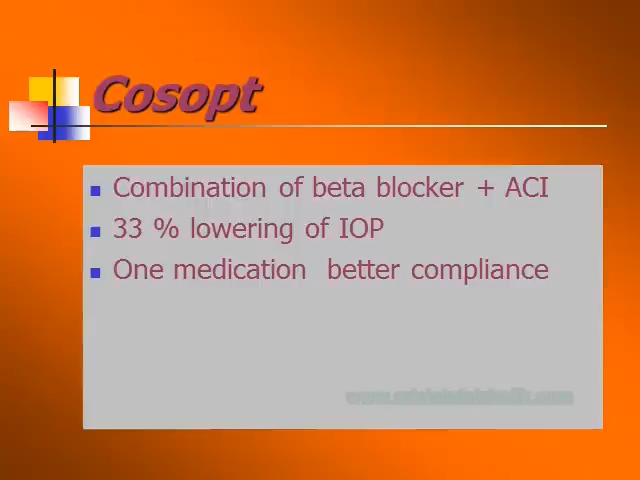 Cosopt
Combination of beta blocker + ACI
33 % lowering of IOP
One medication better compliance